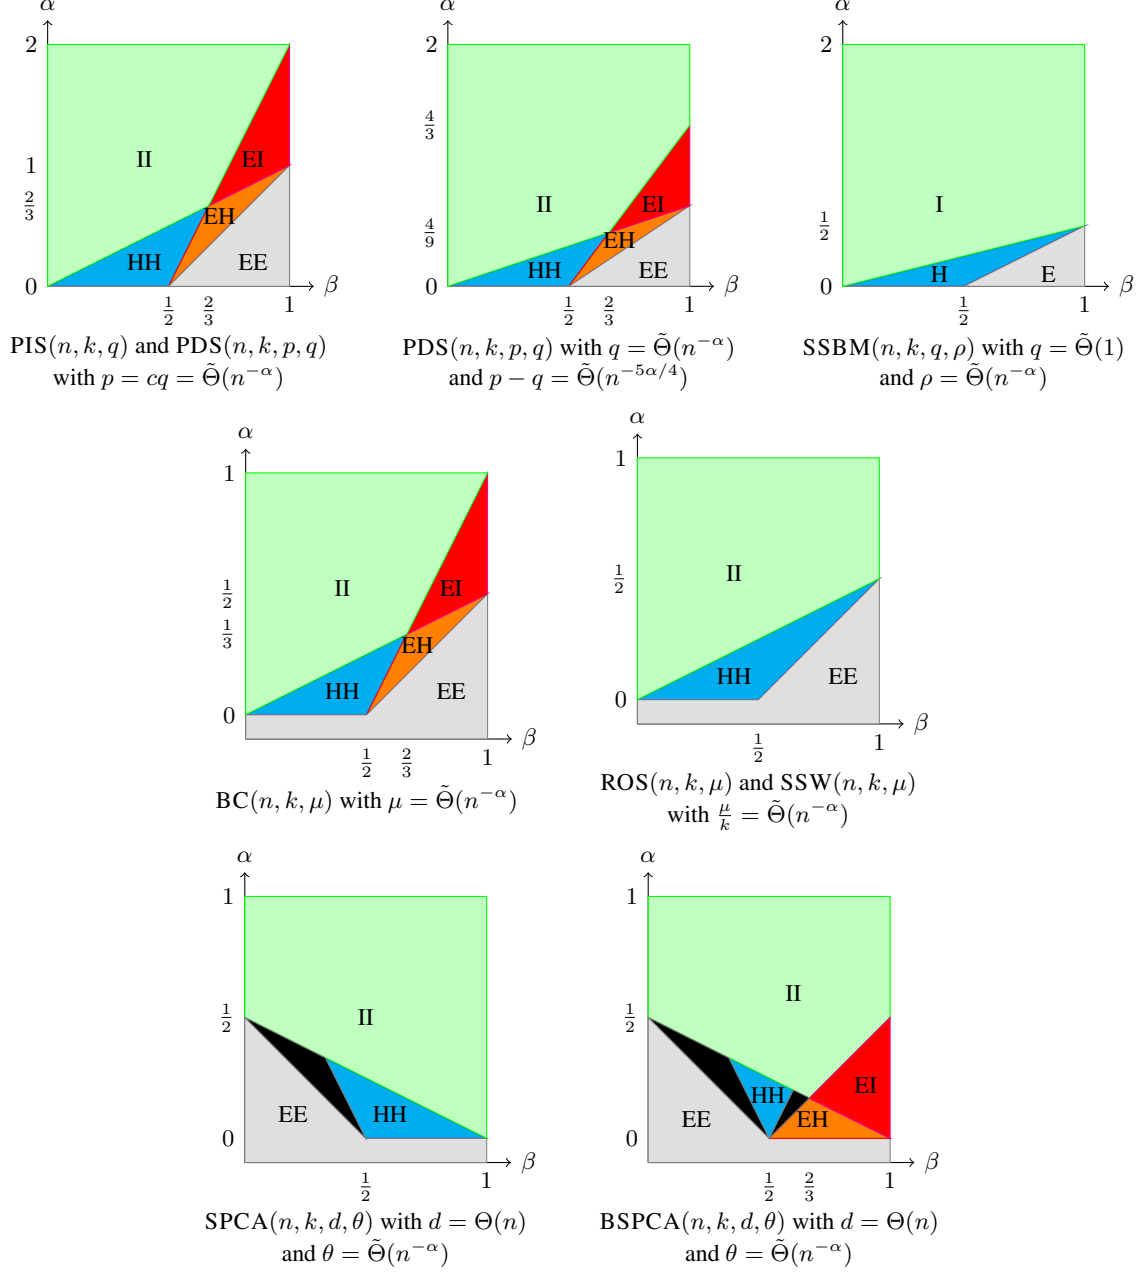 α
2
1
2/3
0
II
EI
EH
HH
EE
1/2
2/3
1
β
PIS(n, k, q) and PDS(n, k, p, q)
with p = cq = Θ̃(n^{-α})
α
2
4/3
4/9
0
II
EI
EH
HH
EE
1/2
2/3
1
β
PDS(n, k, p, q) with q = Θ̃(n^{-α})
and p − q = Θ̃(n^{-5α/4})
α
2
1/2
0
I
H
E
1/2
1
β
SSBM(n, k, q, ρ) with q = Θ̃(1)
and ρ = Θ̃(n^{-α})
α
1
1/2
1/3
0
II
EI
EH
HH
EE
1/2
2/3
1
β
BC(n, k, μ) with μ = Θ̃(n^{-α})
α
1
1/2
0
II
HH
EE
1/2
1
β
ROS(n, k, μ) and SSW(n, k, μ)
with μ/k = Θ̃(n^{-α})
α
1
1/2
0
II
EE
HH
1/2
1
β
SPCA(n, k, d, θ) with d = Θ(n)
and θ = Θ̃(n^{-α})
α
1
1/2
0
II
EI
HH
EH
EE
1/2
2/3
1
β
BSPCA(n, k, d, θ) with d = Θ(n)
and θ = Θ̃(n^{-α})